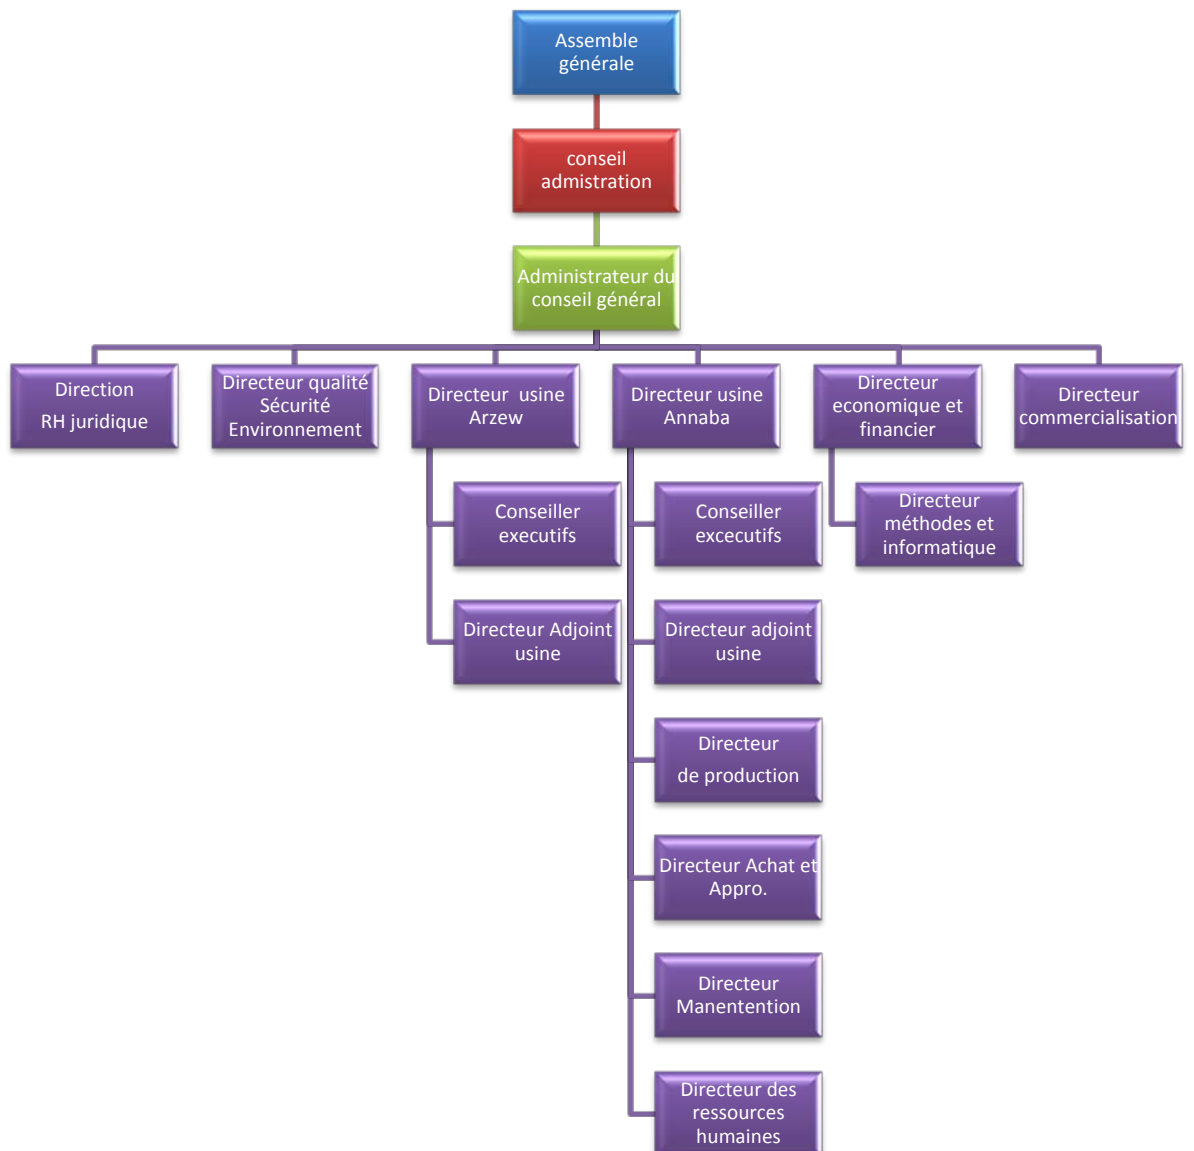 Assemble
générale
conseil
admistration
Administrateur du
conseil général
Direction
RH juridique
Directeur qualité
Sécurité
Environnement
Directeur usine
Arzew
Directeur usine
Annaba
Directeur
economique et
financier
Directeur
commercialisation
Conseiller
executifs
Conseiller
excecutifs
Directeur
méthodes et
informatique
Directeur Adjoint
usine
Directeur adjoint
usine
Directeur
de production
Directeur Achat et
Appro.
Directeur
Manentention
Directeur des
ressources
humaines